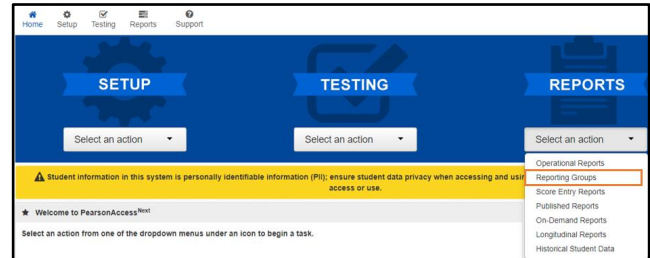 Home Setup Testing Reports Support
SETUP TESTING REPORTS
Select an action Select an action Select an action
Operational Reports
Reporting Groups
Score Entry Reports
Published Reports
On-Demand Reports
Longitudinal Reports
Historical Student Data
Student information in this system is personally identifiable information (PII); ensure student data privacy when accessing and
access or use.
Welcome to PearsonAccessNext
Select an action from one of the dropdown menus under an icon to begin a task.